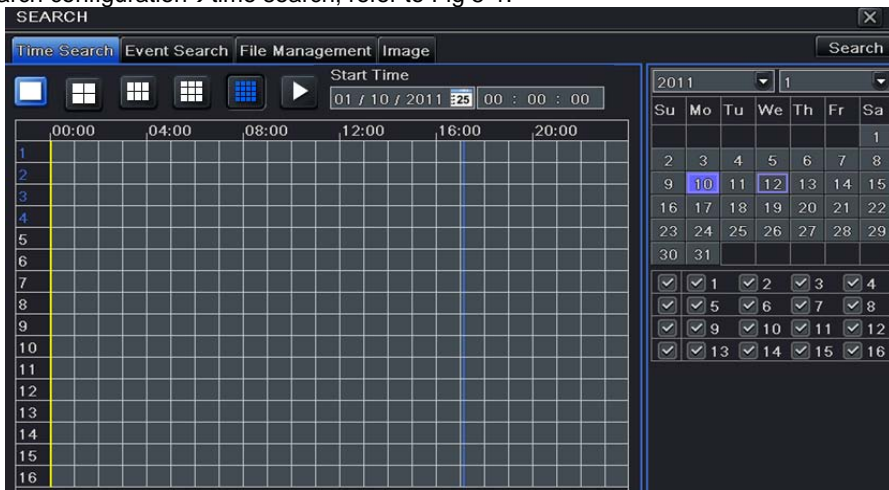 SEARCH
Time Search Event Search File Management Image Search
Start Time
01 / 10 / 2011 25 00 : 00 : 00
00:00 04:00 08:00 12:00 16:00 20:00
1
2
3
4
5
6
7
8
9
10
11
12
13
14
15
16
2011 1
Su Mo Tu We Th Fr Sa
1
2 3 4 5 6 7 8
9 10 11 12 13 14 15
16 17 18 19 20 21 22
23 24 25 26 27 28 29
30 31
1 2 3 4
5 6 7 8
9 10 11 12
13 14 15 16